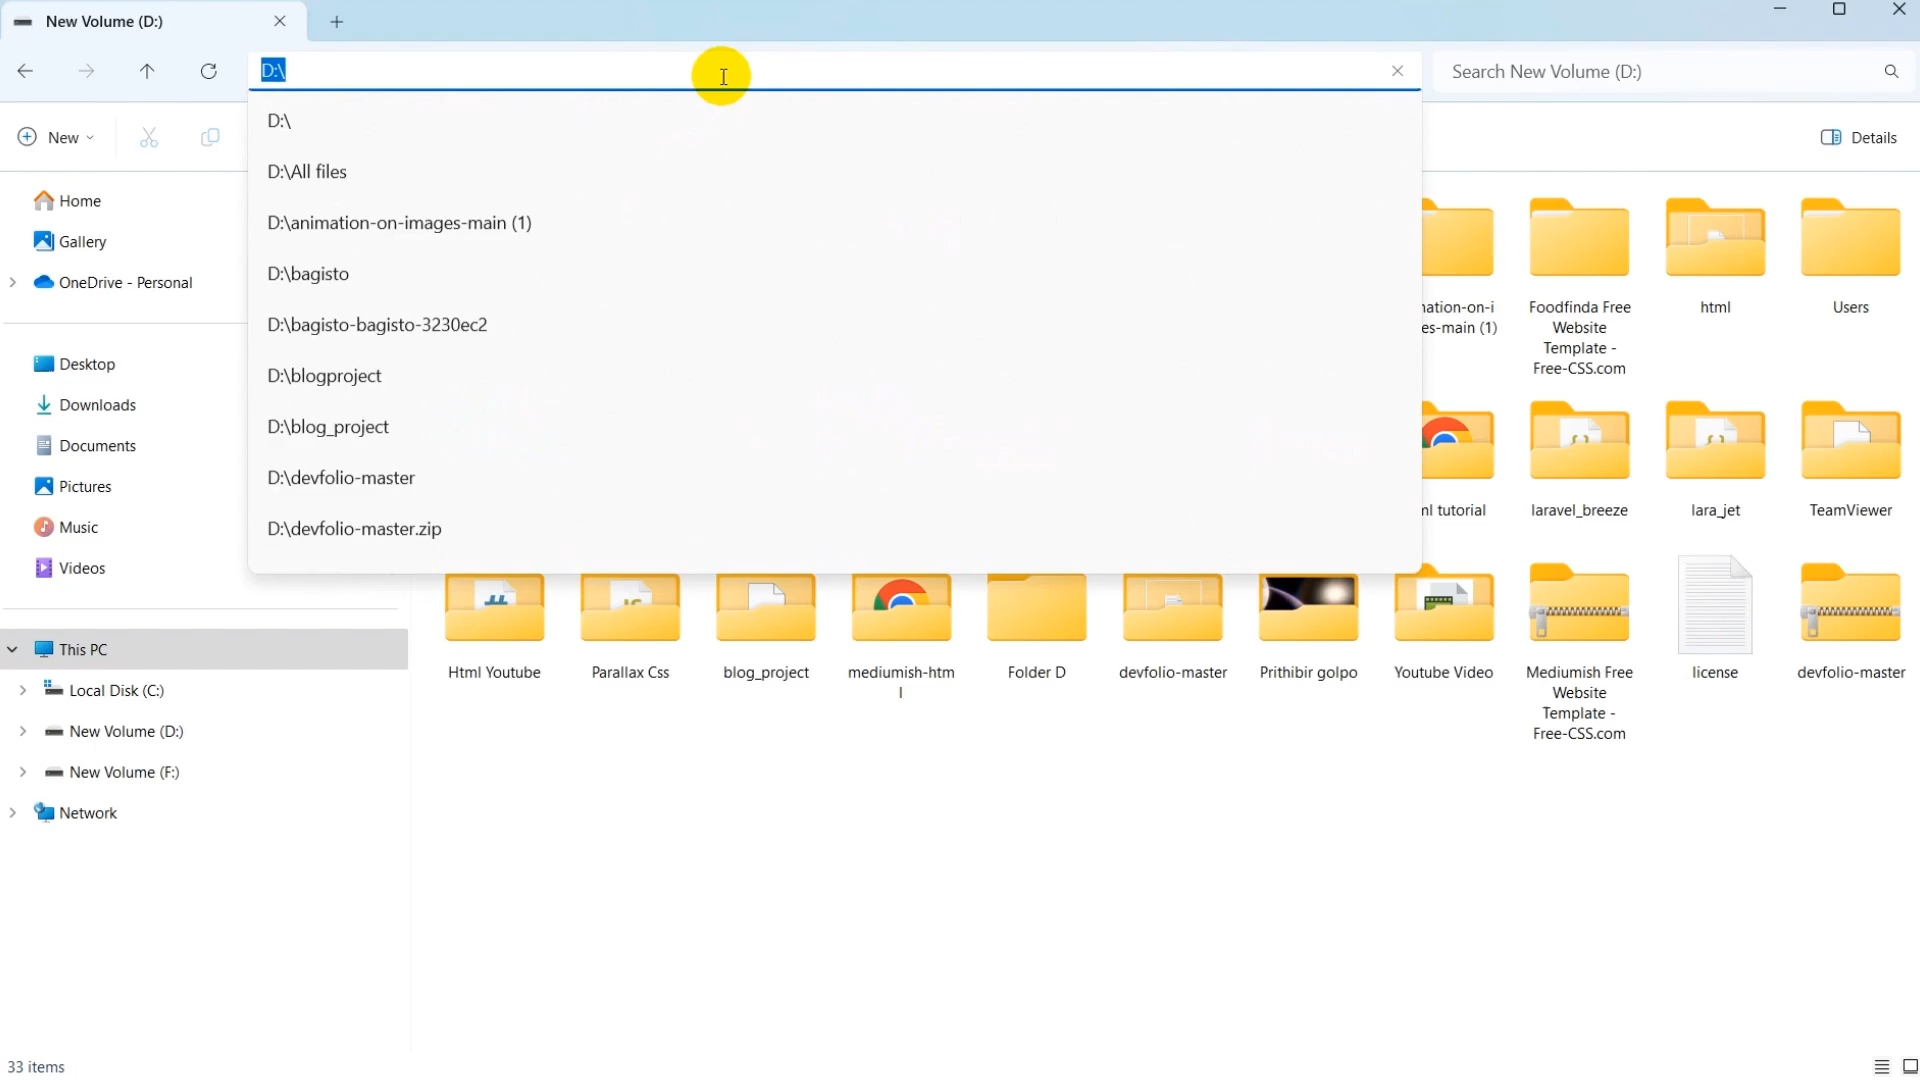 New Volume (D:)
D:\
Search New Volume (D:)
New
Details
D:\
D:\All files
D:\animation-on-images-main (1)
D:\bagisto
D:\bagisto-bagisto-3230ec2
D:\blogproject
D:\blog_project
D:\devfolio-master
D:\devfolio-master.zip
Home
Gallery
OneDrive - Personal
Desktop
Downloads
Documents
Pictures
Music
Videos
This PC
Local Disk (C:)
New Volume (D:)
New Volume (F:)
Network
es-main (1)
Foodfinda Free
Website
Template -
Free-CSS.com
html
Users
tutorial
laravel_breeze
lara_jet
TeamViewer
Html Youtube
Parallax Css
blog_project
mediumish-htm
l
Folder D
devfolio-master
Prithibir golpo
Youtube Video
Mediumish Free
Website
Template -
Free-CSS.com
license
devfolio-master
33 items